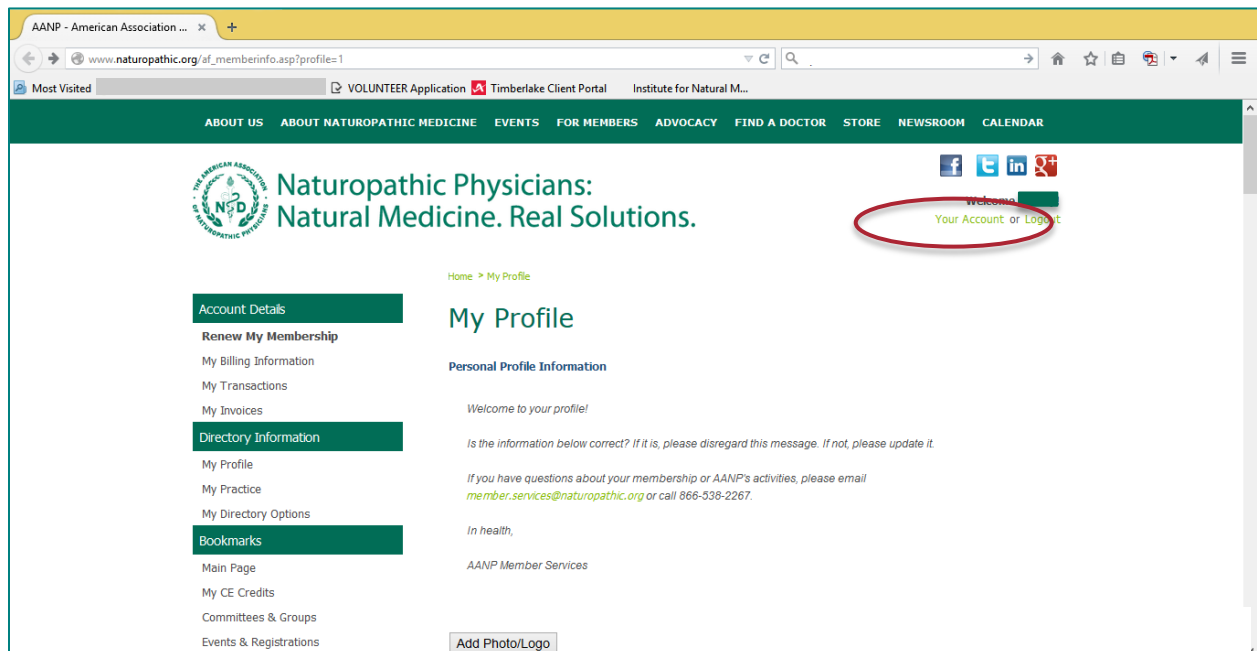 AANP - American Association ...
www.naturopathic.org/af_memberinfo.asp?profile=1
Most Visited VOLUNTEER Application Timberlake Client Portal Institute for Natural M...
ABOUT US ABOUT NATUROPATHIC MEDICINE EVENTS FOR MEMBERS ADVOCACY FIND A DOCTOR STORE NEWSROOM CALENDAR
THE AMERICAN ASSOCIATION OF NATUROPATHIC PHYSICIANS
ND
Naturopathic Physicians:
Natural Medicine. Real Solutions.
Welcome
Your Account or Logout
Home > My Profile
Account Details
Renew My Membership
My Billing Information
My Transactions
My Invoices
Directory Information
My Profile
My Practice
My Directory Options
Bookmarks
Main Page
My CE Credits
Committees & Groups
Events & Registrations
My Profile
Personal Profile Information
Welcome to your profile!
Is the information below correct? If it is, please disregard this message. If not, please update it.
If you have questions about your membership or AANP's activities, please email
member.services@naturopathic.org or call 866-538-2267.
In health,
AANP Member Services
Add Photo/Logo